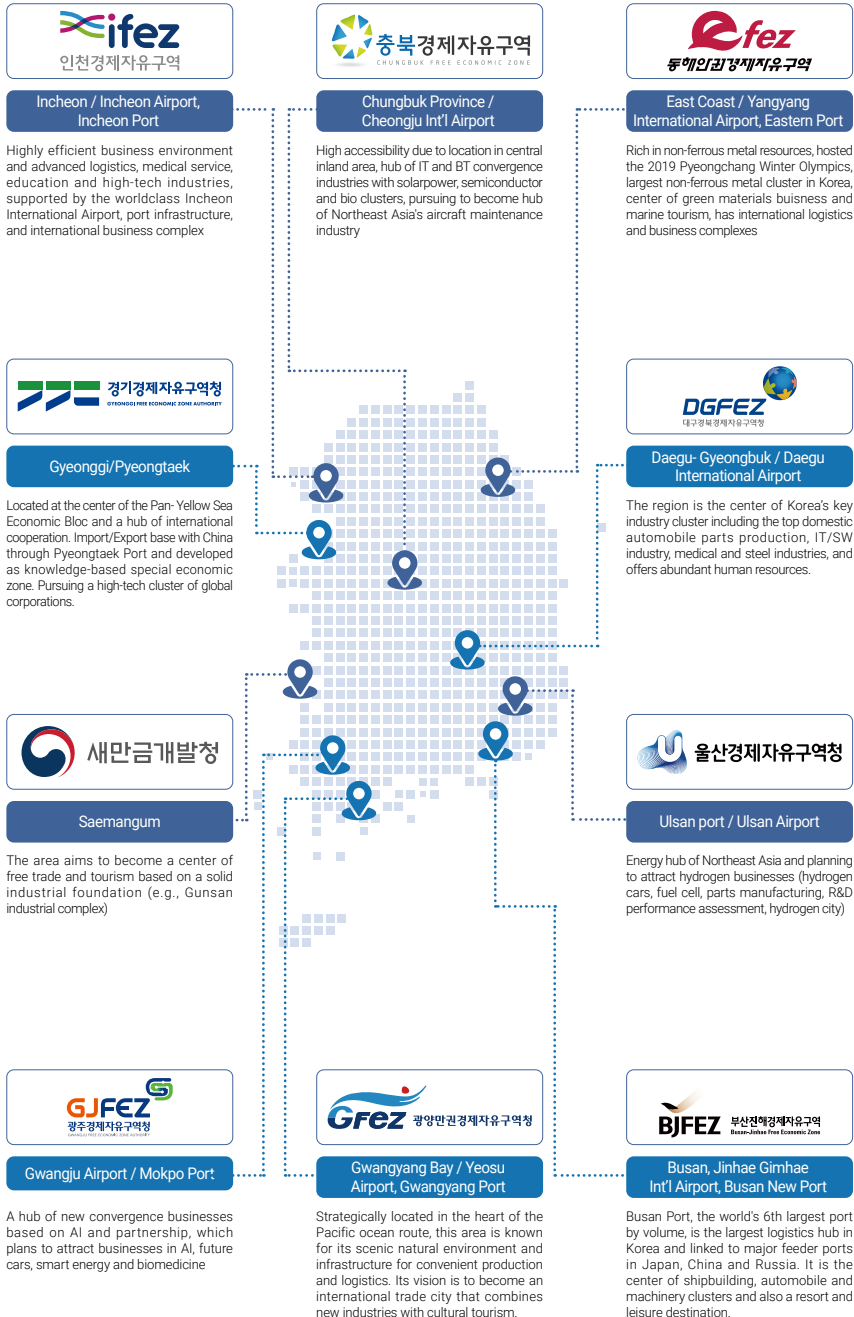 ifez
인천경제자유구역
Incheon / Incheon Airport,
Incheon Port
Highly efficient business environment
and advanced logistics, medical service,
education and high-tech industries,
supported by the worldclass Incheon
International Airport, port infrastructure,
and international business complex
충북경제자유구역
CHUNGBUK FREE ECONOMIC ZONE
Chungbuk Province /
Cheongju Int'l Airport
High accessibility due to location in central
inland area, hub of IT and BT convergence
industries with solarpower, semiconductor
and bio clusters, pursuing to become hub
of Northeast Asia's aircraft maintenance
industry
efez
동해안권경제자유구역
East Coast / Yangyang
International Airport, Eastern Port
Rich in non-ferrous metal resources, hosted
the 2019 Pyeongchang Winter Olympics,
largest non-ferrous metal cluster in Korea,
center of green materials buisness and
marine tourism, has international logistics
and business complexes
경기경제자유구역청
GYEONGGI FREE ECONOMIC ZONE AUTHORITY
Gyeonggi/Pyeongtaek
Located at the center of the Pan- Yellow Sea
Economic Bloc and a hub of international
cooperation. Import/Export base with China
through Pyeongtaek Port and developed
as knowledge-based special economic
zone. Pursuing a high-tech cluster of global
corporations.
DGFEZ
대구경북경제자유구역청
Daegu- Gyeongbuk / Daegu
International Airport
The region is the center of Korea's key
industry cluster including the top domestic
automobile parts production, IT/SW
industry, medical and steel industries, and
offers abundant human resources.
새만금개발청
Saemangum
The area aims to become a center of
free trade and tourism based on a solid
industrial foundation (e.g., Gunsan
industrial complex)
울산경제자유구역청
Ulsan port / Ulsan Airport
Energy hub of Northeast Asia and planning
to attract hydrogen businesses (hydrogen
cars, fuel cell, parts manufacturing, R&D
performance assessment, hydrogen city)
GJFEZ
광주경제자유구역청
GWANGJU FREE ECONOMIC ZONE AUTHORITY
Gwangju Airport / Mokpo Port
A hub of new convergence businesses
based on AI and partnership, which
plans to attract businesses in AI, future
cars, smart energy and biomedicine
GFEZ 광양만권경제자유구역청
Gwangyang Bay / Yeosu
Airport, Gwangyang Port
Strategically located in the heart of the
Pacific ocean route, this area is known
for its scenic natural environment and
infrastructure for convenient production
and logistics. Its vision is to become an
international trade city that combines
new industries with cultural tourism.
BJFEZ 부산진해경제자유구역
Busan-Jinhae Free Economic Zone
Busan, Jinhae Gimhae
Int'l Airport, Busan New Port
Busan Port, the world's 6th largest port
by volume, is the largest logistics hub in
Korea and linked to major feeder ports
in Japan, China and Russia. It is the
center of shipbuilding, automobile and
machinery clusters and also a resort and
leisure destination.